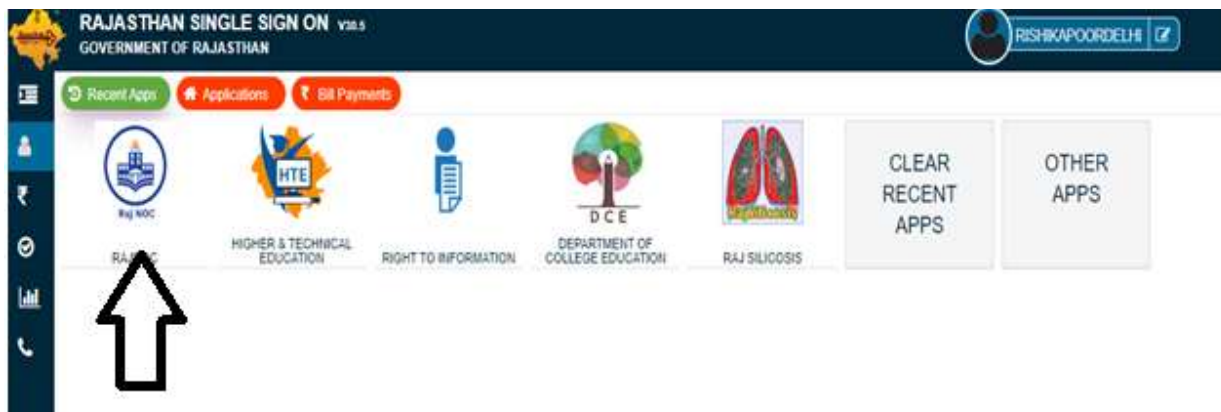 RAJASTHAN SINGLE SIGN ON V30.5
GOVERNMENT OF RAJASTHAN
RISHIKAPOORDELHI
Recent Apps
Applications
₹ Bill Payments
Raj NOC
HTE
HIGHER & TECHNICAL
EDUCATION
RIGHT TO INFORMATION
D C E
DEPARTMENT OF
COLLEGE EDUCATION
RajSilicosis
RAJ SILICOSIS
CLEAR
RECENT
APPS
OTHER
APPS
₹